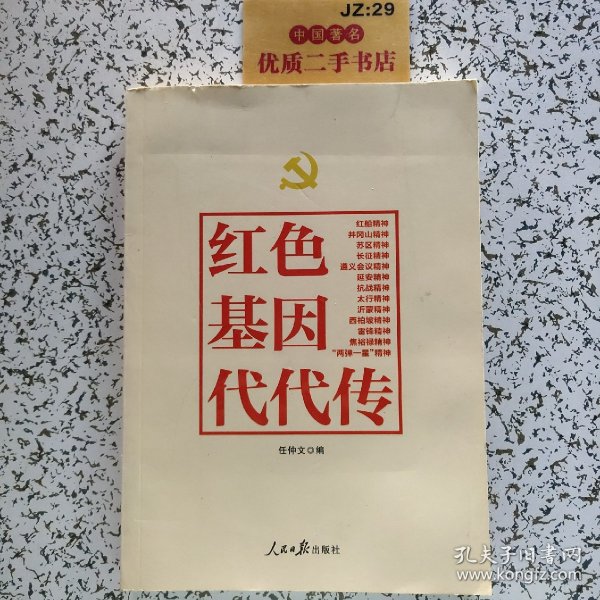 JZ:29
中国著名
优质二手书店
红色
基因
代代传
红船精神
井冈山精神
苏区精神
长征精神
遵义会议精神
延安精神
抗战精神
太行精神
沂蒙精神
西柏坡精神
雷锋精神
焦裕禄精神
“两弹一星”精神
任仲文 编
人民日报出版社
孔夫子旧书网
www.kongfz.com